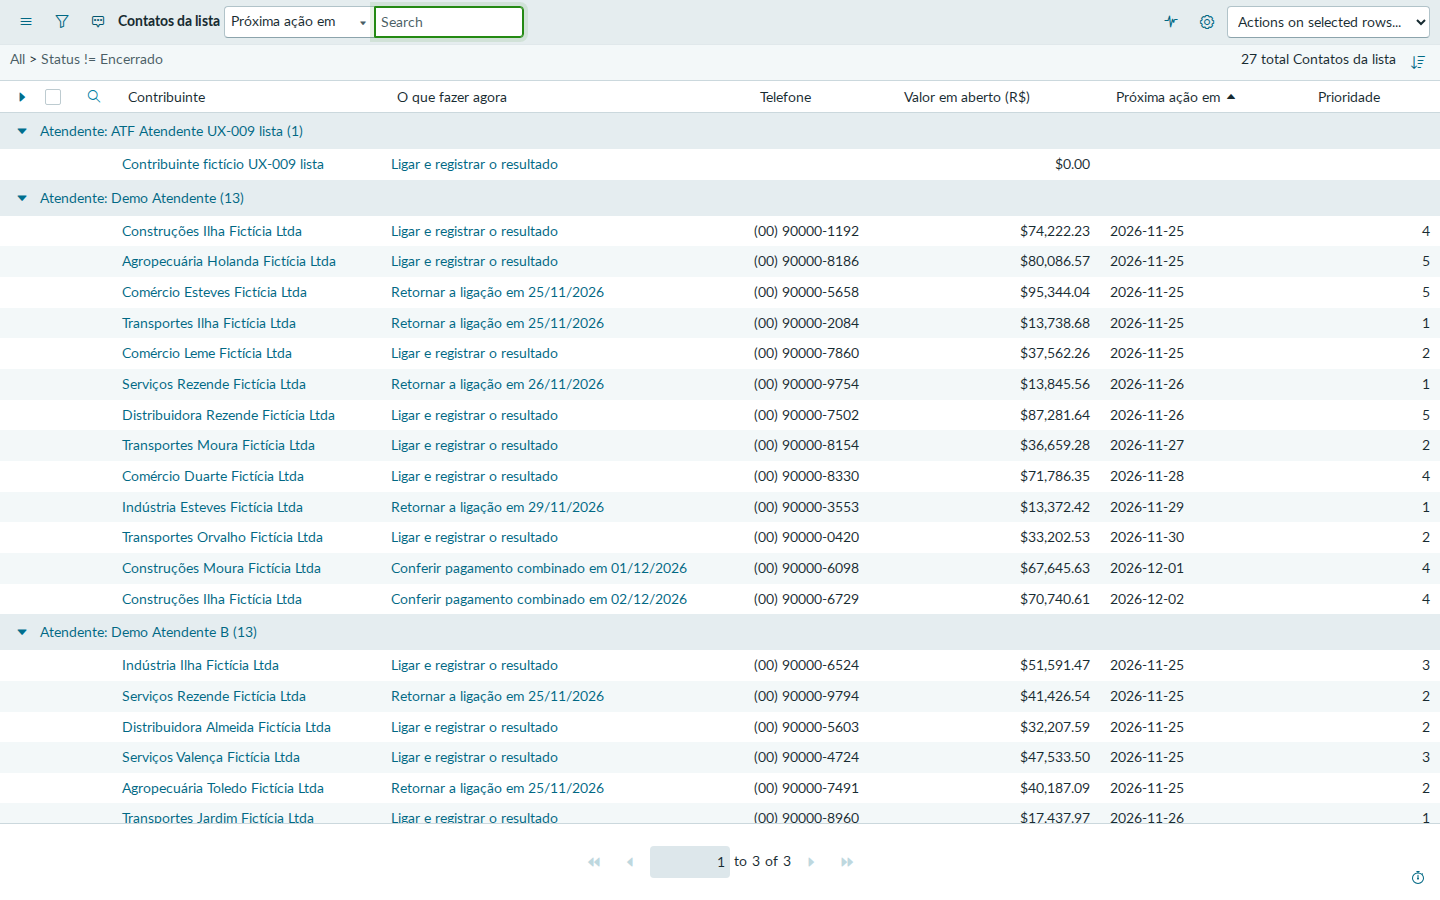 Contatos da lista Próxima ação em Search Actions on selected rows...
All > Status != Encerrado 27 total Contatos da lista
Contribuinte O que fazer agora Telefone Valor em aberto (R$) Próxima ação em Prioridade
Atendente: ATF Atendente UX-009 lista (1)
Contribuinte fictício UX-009 lista Ligar e registrar o resultado $0.00
Atendente: Demo Atendente (13)
Construções Ilha Fictícia Ltda Ligar e registrar o resultado (00) 90000-1192 $74,222.23 2026-11-25 4
Agropecuária Holanda Fictícia Ltda Ligar e registrar o resultado (00) 90000-8186 $80,086.57 2026-11-25 5
Comércio Esteves Fictícia Ltda Retornar a ligação em 25/11/2026 (00) 90000-5658 $95,344.04 2026-11-25 5
Transportes Ilha Fictícia Ltda Retornar a ligação em 25/11/2026 (00) 90000-2084 $13,738.68 2026-11-25 1
Comércio Leme Fictícia Ltda Ligar e registrar o resultado (00) 90000-7860 $37,562.26 2026-11-25 2
Serviços Rezende Fictícia Ltda Retornar a ligação em 26/11/2026 (00) 90000-9754 $13,845.56 2026-11-26 1
Distribuidora Rezende Fictícia Ltda Ligar e registrar o resultado (00) 90000-7502 $87,281.64 2026-11-26 5
Transportes Moura Fictícia Ltda Ligar e registrar o resultado (00) 90000-8154 $36,659.28 2026-11-27 2
Comércio Duarte Fictícia Ltda Ligar e registrar o resultado (00) 90000-8330 $71,786.35 2026-11-28 4
Indústria Esteves Fictícia Ltda Retornar a ligação em 29/11/2026 (00) 90000-3553 $13,372.42 2026-11-29 1
Transportes Orvalho Fictícia Ltda Ligar e registrar o resultado (00) 90000-0420 $33,202.53 2026-11-30 2
Construções Moura Fictícia Ltda Conferir pagamento combinado em 01/12/2026 (00) 90000-6098 $67,645.63 2026-12-01 4
Construções Ilha Fictícia Ltda Conferir pagamento combinado em 02/12/2026 (00) 90000-6729 $70,740.61 2026-12-02 4
Atendente: Demo Atendente B (13)
Indústria Ilha Fictícia Ltda Ligar e registrar o resultado (00) 90000-6524 $51,591.47 2026-11-25 3
Serviços Rezende Fictícia Ltda Retornar a ligação em 25/11/2026 (00) 90000-9794 $41,426.54 2026-11-25 2
Distribuidora Almeida Fictícia Ltda Ligar e registrar o resultado (00) 90000-5603 $32,207.59 2026-11-25 2
Serviços Valença Fictícia Ltda Ligar e registrar o resultado (00) 90000-4724 $47,533.50 2026-11-25 3
Agropecuária Toledo Fictícia Ltda Retornar a ligação em 25/11/2026 (00) 90000-7491 $40,187.09 2026-11-25 2
Transportes Jardim Fictícia Ltda Ligar e registrar o resultado (00) 90000-8960 $17,437.97 2026-11-26 1
1 to 3 of 3